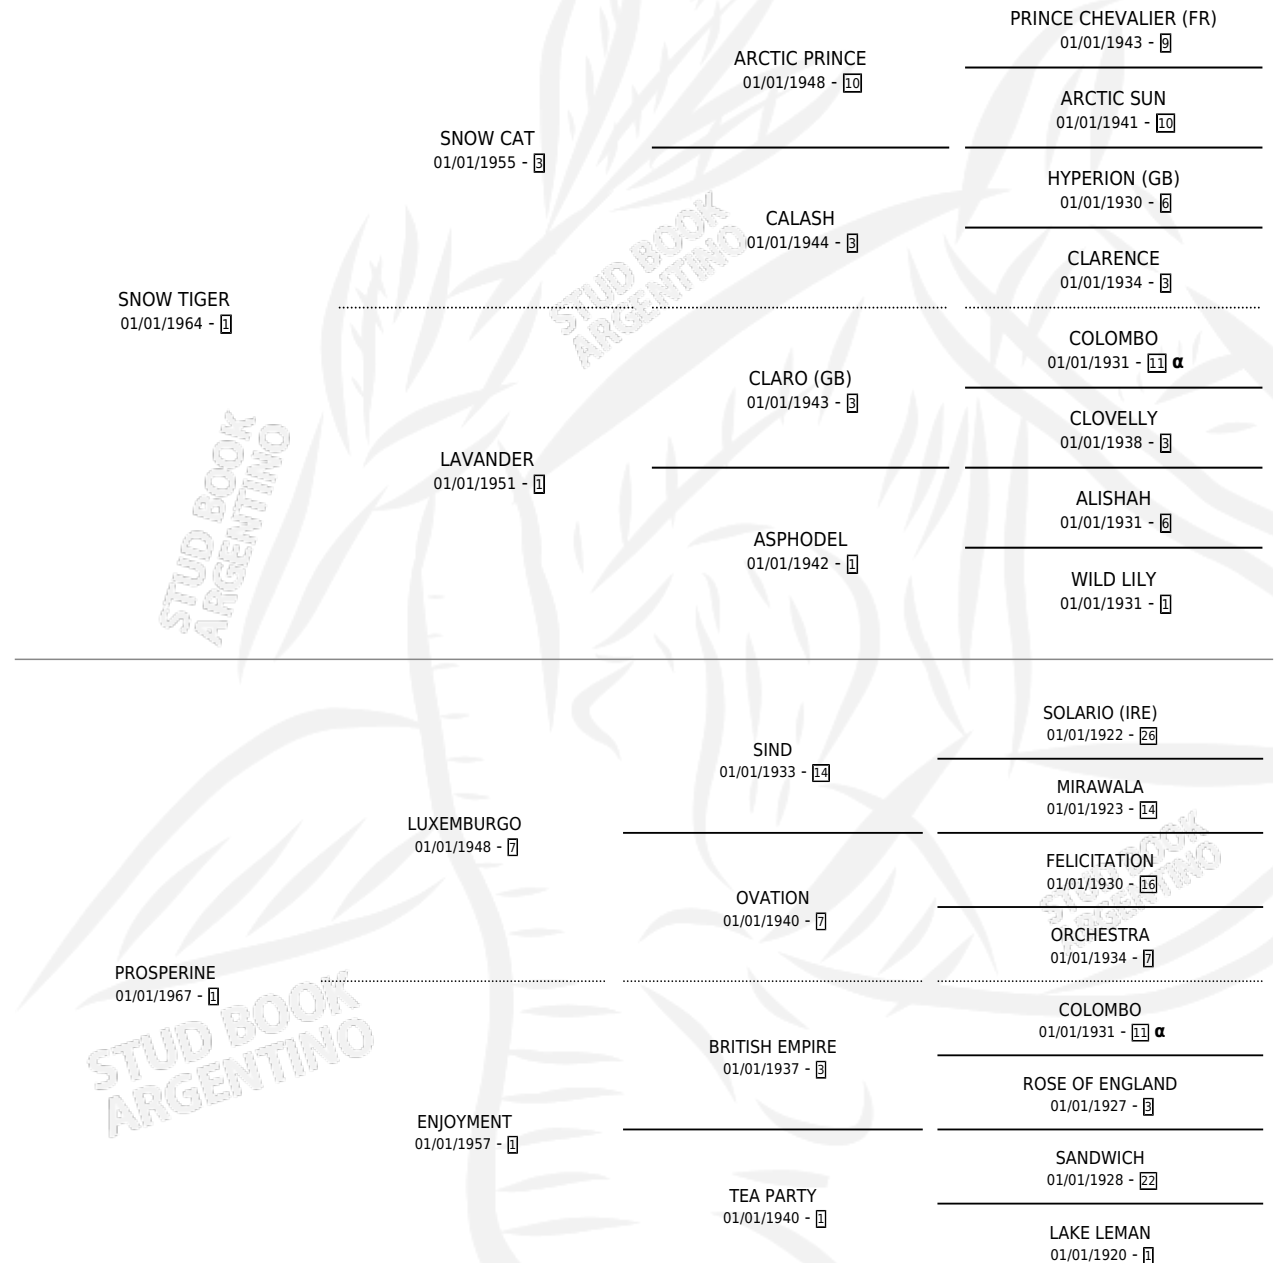 PRINCE CHEVALIER (FR)
01/01/1943 - 9
ARCTIC PRINCE
01/01/1948 - 10
ARCTIC SUN
01/01/1941 - 10
SNOW CAT
01/01/1955 - 3
HYPERION (GB)
01/01/1930 - 6
CALASH
01/01/1944 - 3
CLARENCE
01/01/1934 - 3
SNOW TIGER
01/01/1964 - 1
COLOMBO
01/01/1931 - 11 α
CLARO (GB)
01/01/1943 - 3
CLOVELLY
01/01/1938 - 3
LAVANDER
01/01/1951 - 1
ALISHAH
01/01/1931 - 6
ASPHODEL
01/01/1942 - 1
WILD LILY
01/01/1931 - 1
SOLARIO (IRE)
01/01/1922 - 26
SIND
01/01/1933 - 14
MIRAWALA
01/01/1923 - 14
LUXEMBURGO
01/01/1948 - 7
FELICITATION
01/01/1930 - 16
OVATION
01/01/1940 - 7
ORCHESTRA
01/01/1934 - 7
PROSPERINE
01/01/1967 - 1
COLOMBO
01/01/1931 - 11 α
BRITISH EMPIRE
01/01/1937 - 3
ROSE OF ENGLAND
01/01/1927 - 3
ENJOYMENT
01/01/1957 - 1
SANDWICH
01/01/1928 - 22
TEA PARTY
01/01/1940 - 1
LAKE LEMAN
01/01/1920 - 1
STUD BOOK
ARGENTINO
STUD BOOK
ARGENTINO
STUD BOOK
ARGENTINO
STUD BOOK
ARGENTINO